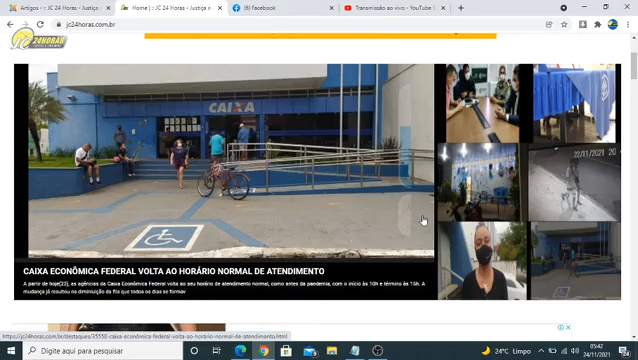 Artigos – :: JC 24 Horas - Justiça e
Home | :: JC 24 Horas - Justiça e
Facebook
Transmissão ao vivo - YouTube S
jc24horas.com.br
24HORAS
CAIXA
22/11/2021 20:
CAIXA ECONÔMICA FEDERAL VOLTA AO HORÁRIO NORMAL DE ATENDIMENTO
A partir de hoje(23), as agências da Caixa Econômica Federal volta ao seu horário de atendimento normal, como antes da pandemia, com o início às 10h e término às 16h. A
mudança já resultou na diminuição da fila que todos os dias se formav
https://jc24horas.com.br/destaques/35550-caixa-economica-federal-volta-ao-horario-normal-de-atendimento.html
Digite aqui para pesquisar
24°C Limpo
05:42
24/11/2021